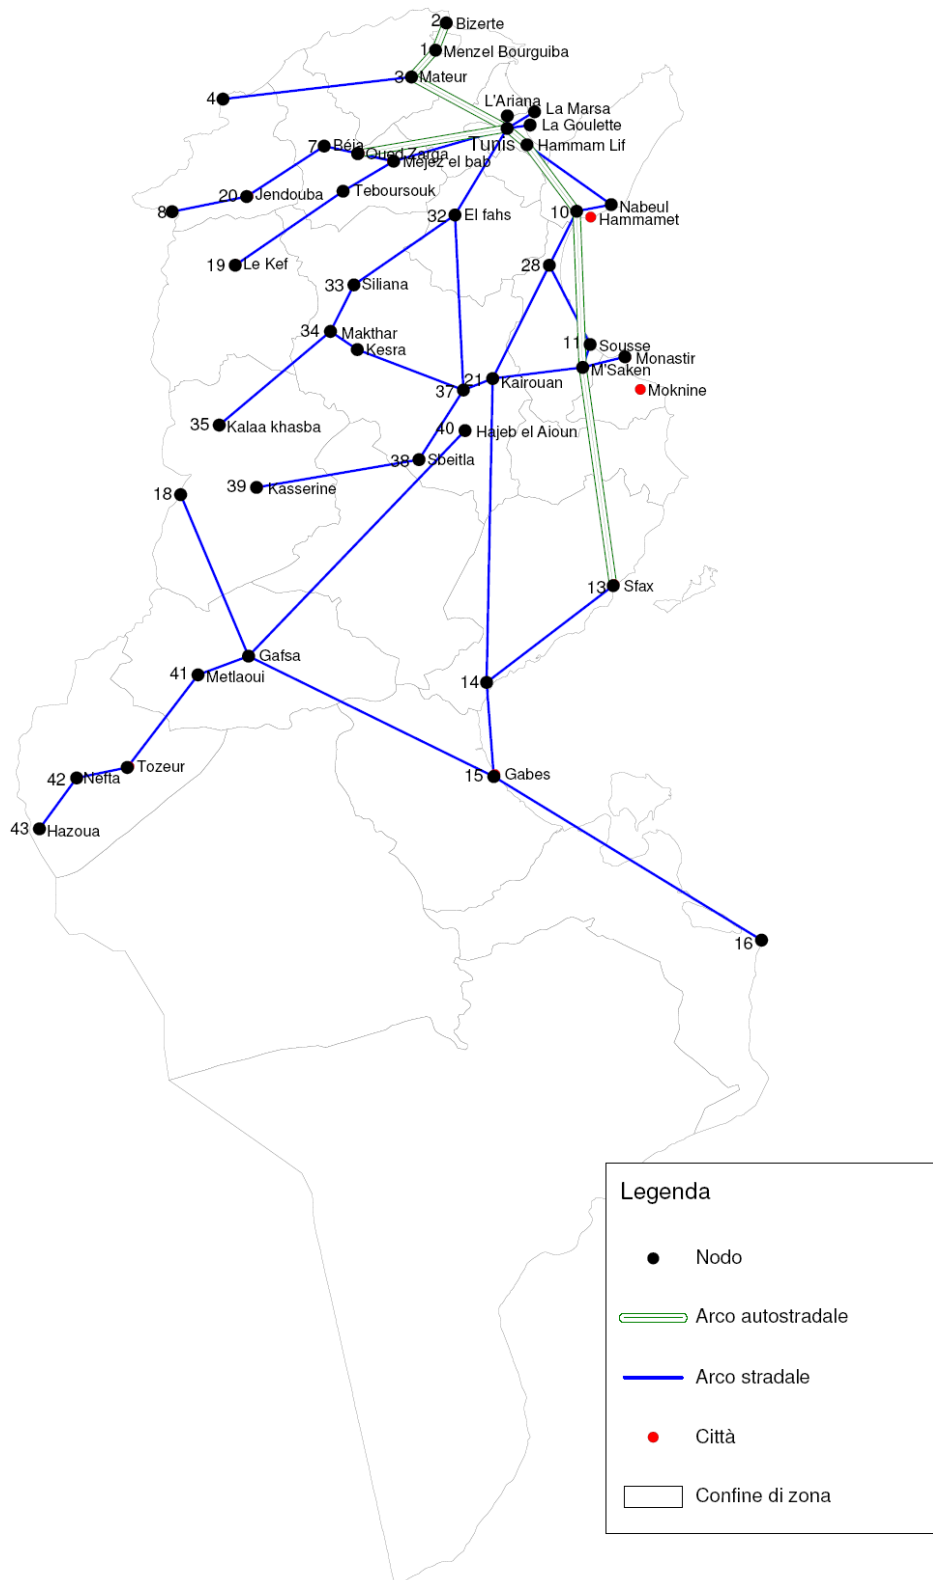 2 Bizerte
1 Menzel Bourguiba
3 Mateur
4
L'Ariana
La Marsa
La Goulette
Tunis
Hammam Lif
7 Béja
Oued Zarga
Mejez el bab
Teboursouk
20 Jendouba
8
32 El fahs
10
Nabeul
Hammamet
19 Le Kef
28
33 Siliana
34 Makthar
Kesra
11 Sousse
Monastir
M'Saken
21 Kairouan
37
Moknine
35 Kalaa khasba
40 Hajeb el Aioun
38 Sbeitla
39 Kasserine
18
13 Sfax
Gafsa
41 Metlaoui
14
Tozeur
42 Nefta
15 Gabes
43 Hazoua
16
Legenda
Nodo
Arco autostradale
Arco stradale
Città
Confine di zona